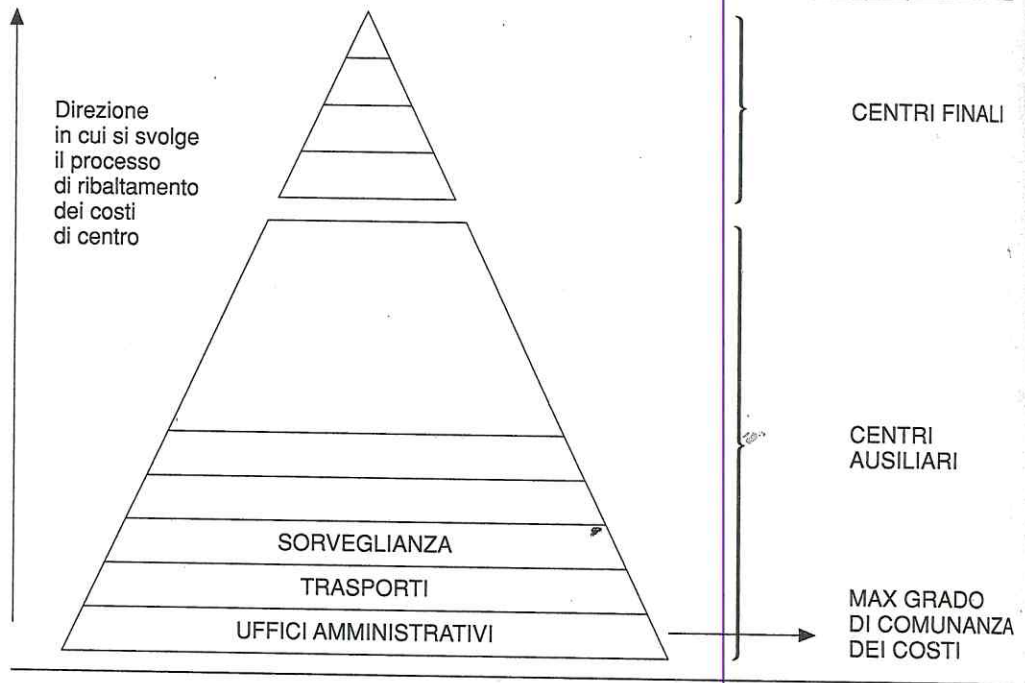 Direzione
in cui si svolge
il processo
di ribaltamento
dei costi
di centro
CENTRI FINALI
CENTRI
AUSILIARI
SORVEGLIANZA
TRASPORTI
UFFICI AMMINISTRATIVI
MAX GRADO
DI COMUNANZA
DEI COSTI